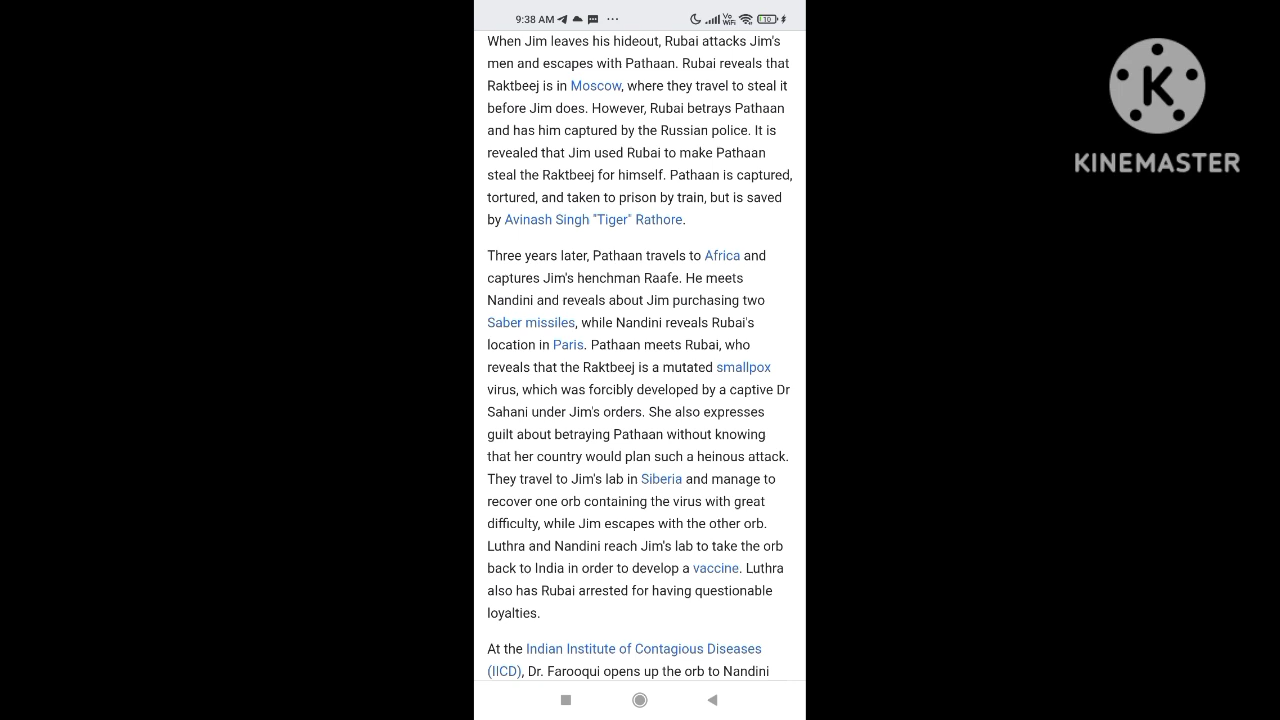 9:38 AM
Vo WiFi 10
When Jim leaves his hideout, Rubai attacks Jim's
men and escapes with Pathaan. Rubai reveals that
Raktbeej is in Moscow, where they travel to steal it
before Jim does. However, Rubai betrays Pathaan
and has him captured by the Russian police. It is
revealed that Jim used Rubai to make Pathaan
steal the Raktbeej for himself. Pathaan is captured,
tortured, and taken to prison by train, but is saved
by Avinash Singh "Tiger" Rathore.
Three years later, Pathaan travels to Africa and
captures Jim's henchman Raafe. He meets
Nandini and reveals about Jim purchasing two
Saber missiles, while Nandini reveals Rubai's
location in Paris. Pathaan meets Rubai, who
reveals that the Raktbeej is a mutated smallpox
virus, which was forcibly developed by a captive Dr
Sahani under Jim's orders. She also expresses
guilt about betraying Pathaan without knowing
that her country would plan such a heinous attack.
They travel to Jim's lab in Siberia and manage to
recover one orb containing the virus with great
difficulty, while Jim escapes with the other orb.
Luthra and Nandini reach Jim's lab to take the orb
back to India in order to develop a vaccine. Luthra
also has Rubai arrested for having questionable
loyalties.
At the Indian Institute of Contagious Diseases
(IICD), Dr. Farooqui opens up the orb to Nandini
K
KINEMASTER